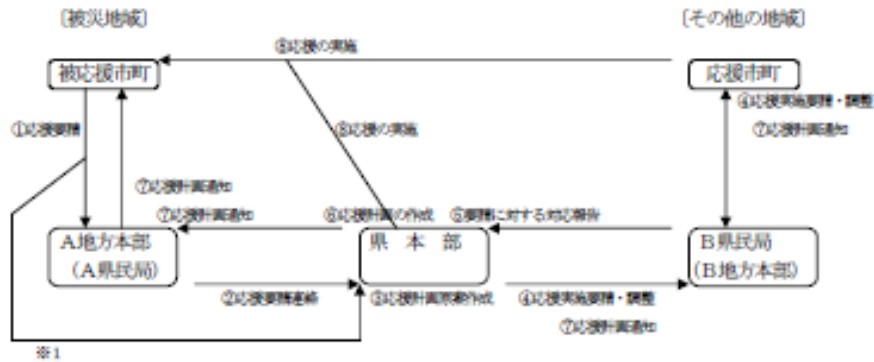 〔被災地域〕
〔その他の地域〕
⑧応援の実施
被応援市町
応援市町
④応援実施要請・調整
⑦応援計画通知
①応援要請
⑧応援の実施
⑦応援計画通知
⑦応援計画通知
⑥応援計画の作成
⑤要請に対する対応報告
A地方本部
（A県民局）
県 本 部
B県民局
（B地方本部）
②応援要請連絡
③応援計画原案作成
④応援実施要請・調整
⑦応援計画通知
※1